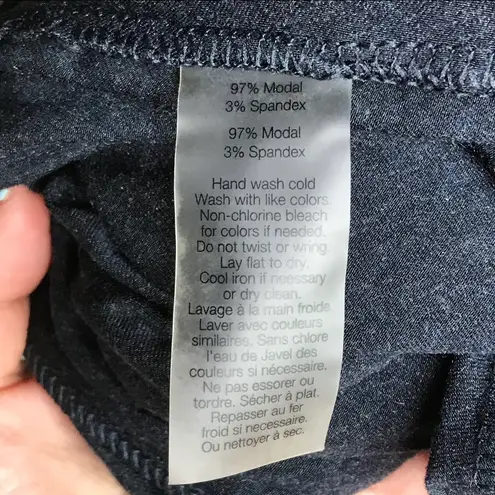 97% Modal
3% Spandex
97% Modal
3% Spandex
Hand wash cold
Wash with like colors.
Non-chlorine bleach
for colors if needed.
Do not twist or wring.
Lay flat to dry.
Cool iron if necessary
or dry clean.
Lavage à la main froide.
Laver avec couleurs
similaires. Sans chlore
l'eau de Javel des
couleurs si nécessaire.
Ne pas essorer ou
tordre. Sécher à plat.
Repasser au fer
froid si necessaire.
Ou nettoyer à sec.